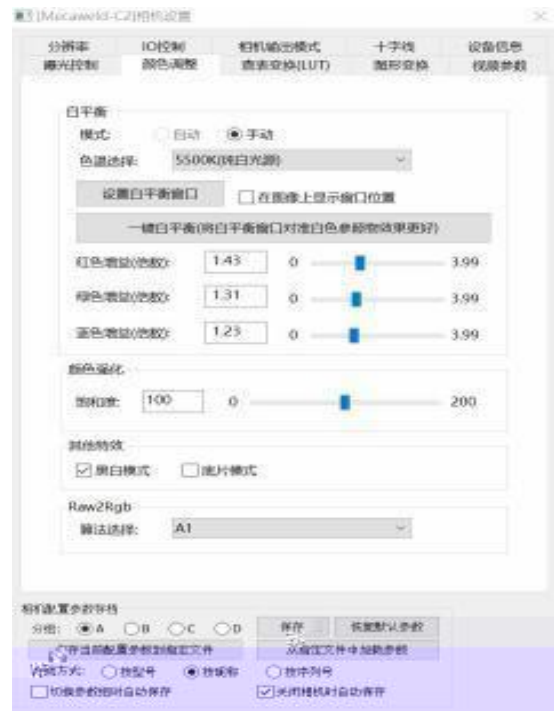 [Mecaweld-C2]相机设置
分辨率 IO控制 相机输出模式 十字线 设备信息
曝光控制 颜色调整 查表变换(LUT) 图形变换 视频参数
白平衡
模式: 自动 手动
色温选择: 5500K(纯白光源)
设置白平衡窗口 在图像上显示窗口位置
一键白平衡(将白平衡窗口对准白色参照物效果更好)
红色增益(倍数): 1.43 0 3.99
绿色增益(倍数): 1.31 0 3.99
蓝色增益(倍数): 1.23 0 3.99
颜色强化
饱和度: 100 0 200
其他特效
黑白模式 底片模式
Raw2Rgb
算法选择: A1
相机配置参数存档
分组: A B C D 保存 恢复默认参数
存当前配置参数到指定文件 从指定文件中加载参数
方式: 按型号 按昵称 按序列号
切换参数组时自动保存 关闭相机时自动保存